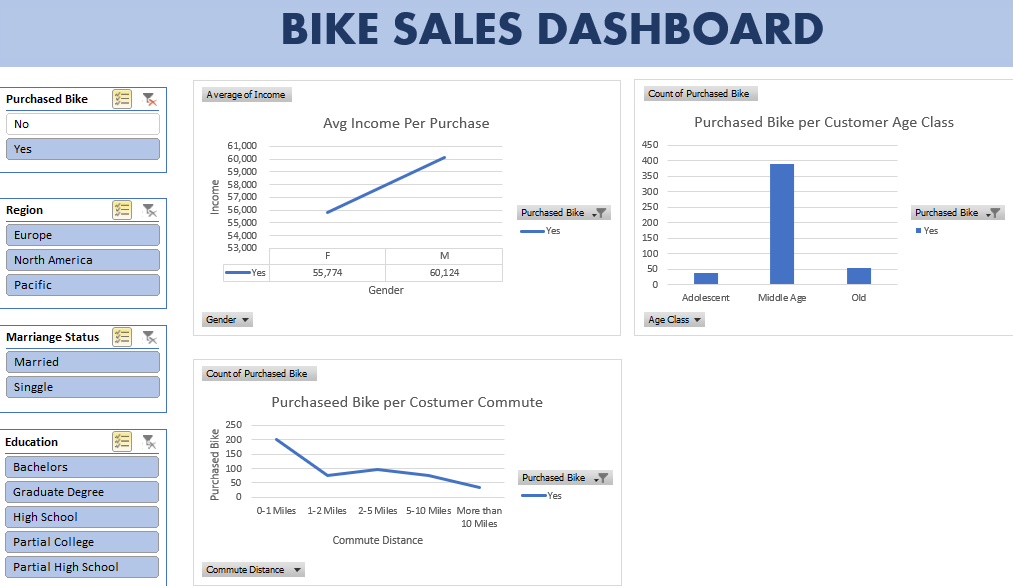 BIKE SALES DASHBOARD
Purchased Bike
No
Yes
Region
Europe
North America
Pacific
Marriange Status
Married
Singgle
Education
Bachelors
Graduate Degree
High School
Partial College
Partial High School
Average of Income
Avg Income Per Purchase
Income
61,000
60,000
59,000
58,000
57,000
56,000
55,000
54,000
53,000
F M
Yes 55,774 60,124
Gender
Purchased Bike
Yes
Gender
Count of Purchased Bike
Purchased Bike per Customer Age Class
450
400
350
300
250
200
150
100
50
0
Adolescent Middle Age Old
Purchased Bike
Yes
Age Class
Count of Purchased Bike
Purchaseed Bike per Costumer Commute
Purchased Bike
250
200
150
100
50
0
0-1 Miles 1-2 Miles 2-5 Miles 5-10 Miles More than
10 Miles
Commute Distance
Purchased Bike
Yes
Commute Distance